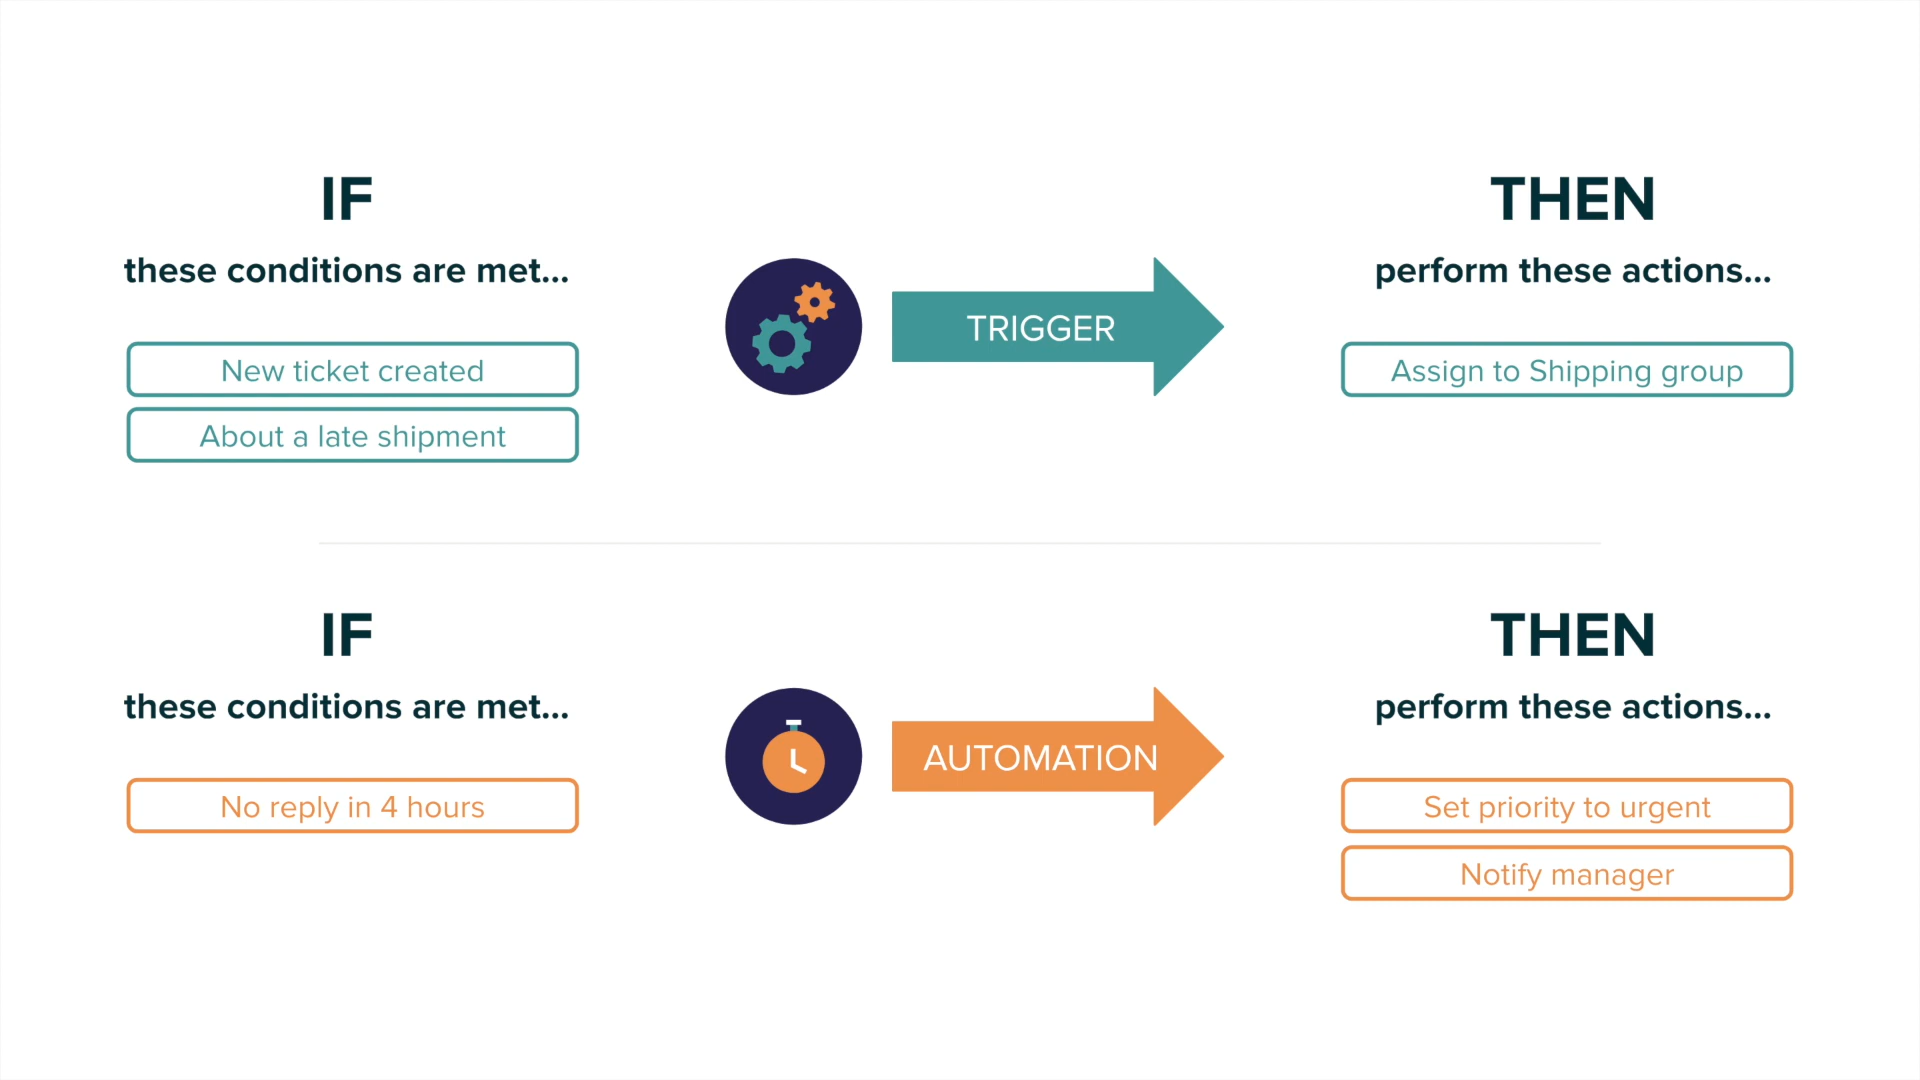 IF
these conditions are met...
New ticket created
About a late shipment
TRIGGER
THEN
perform these actions...
Assign to Shipping group
IF
these conditions are met...
No reply in 4 hours
AUTOMATION
THEN
perform these actions...
Set priority to urgent
Notify manager